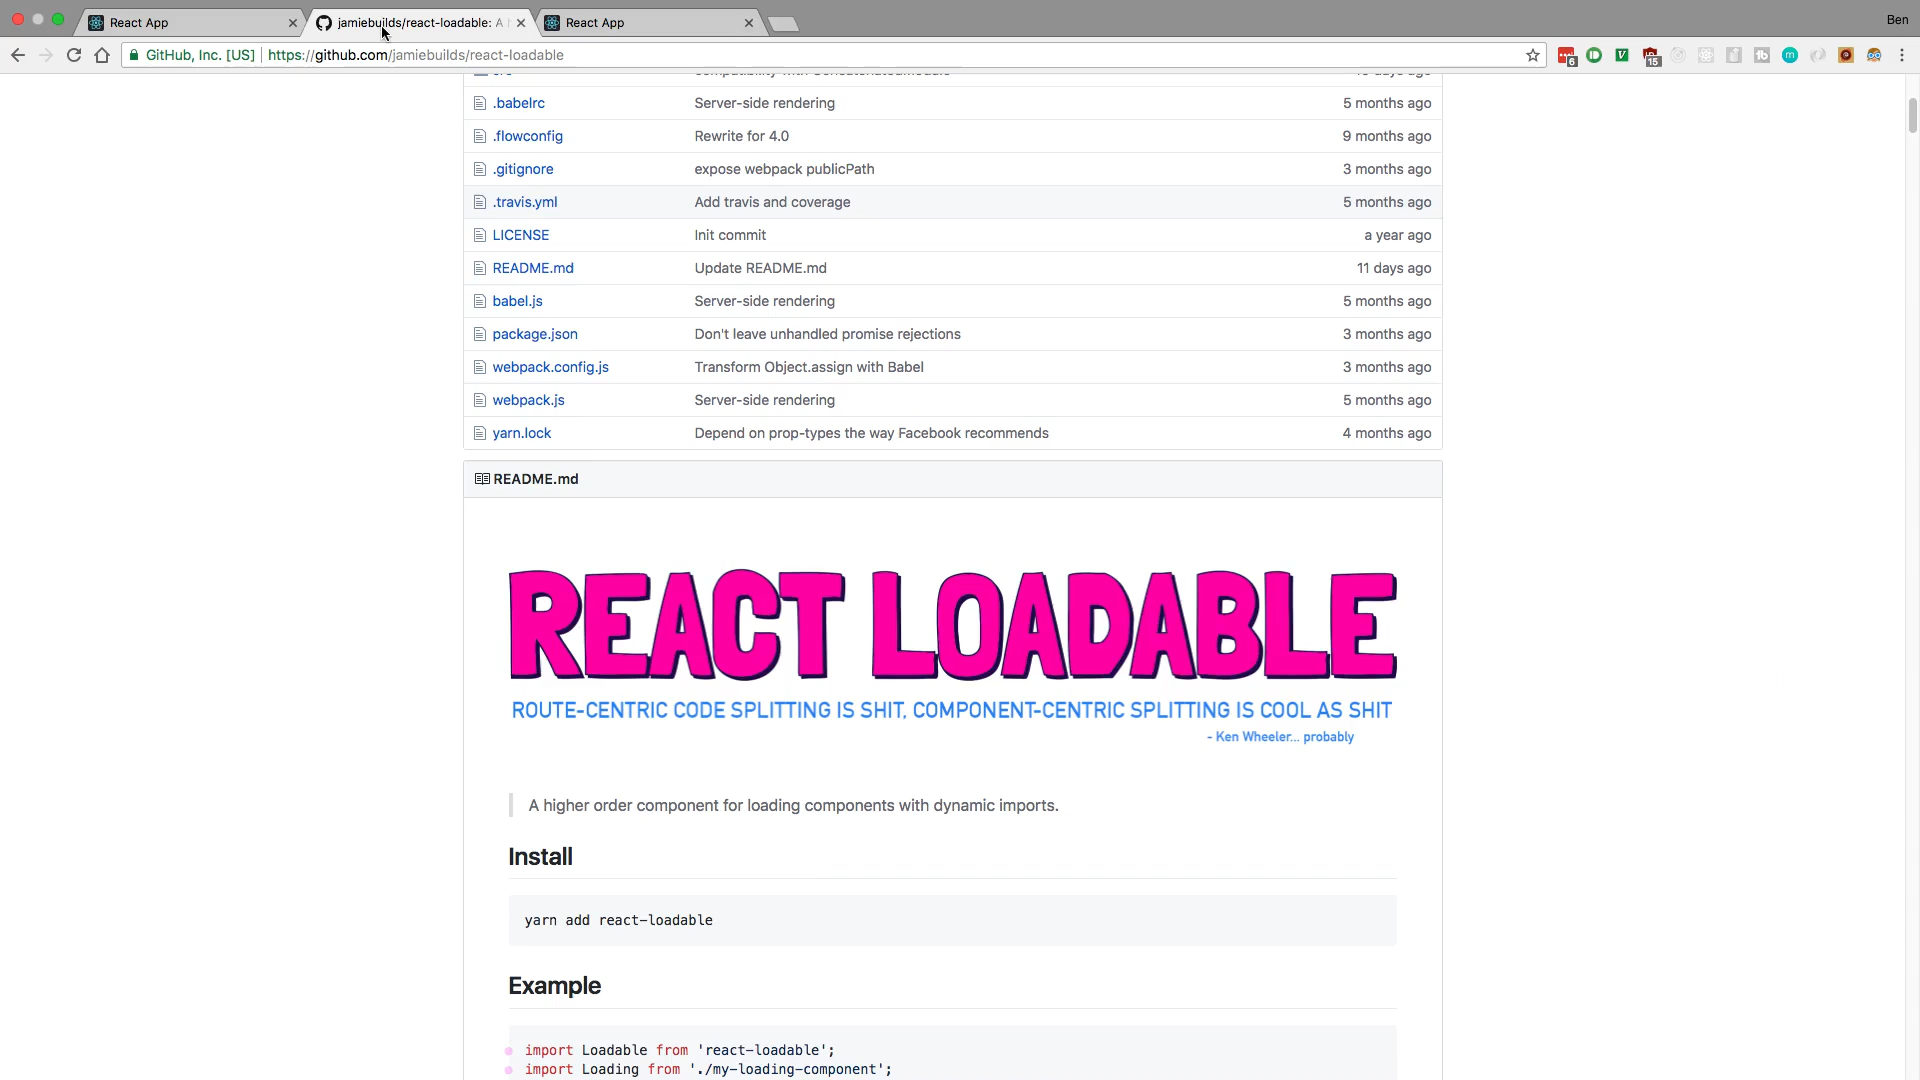 React App
jamiebuilds/react-loadable: A h
React App
Ben
GitHub, Inc. [US]
https://github.com/jamiebuilds/react-loadable
6
15
.babelrc Server-side rendering 5 months ago
.flowconfig Rewrite for 4.0 9 months ago
.gitignore expose webpack publicPath 3 months ago
.travis.yml Add travis and coverage 5 months ago
LICENSE Init commit a year ago
README.md Update README.md 11 days ago
babel.js Server-side rendering 5 months ago
package.json Don't leave unhandled promise rejections 3 months ago
webpack.config.js Transform Object.assign with Babel 3 months ago
webpack.js Server-side rendering 5 months ago
yarn.lock Depend on prop-types the way Facebook recommends 4 months ago
README.md
REACT LOADABLE
ROUTE-CENTRIC CODE SPLITTING IS SHIT, COMPONENT-CENTRIC SPLITTING IS COOL AS SHIT
- Ken Wheeler... probably
A higher order component for loading components with dynamic imports.
Install
yarn add react-loadable
Example
import Loadable from 'react-loadable';
import Loading from './my-loading-component';